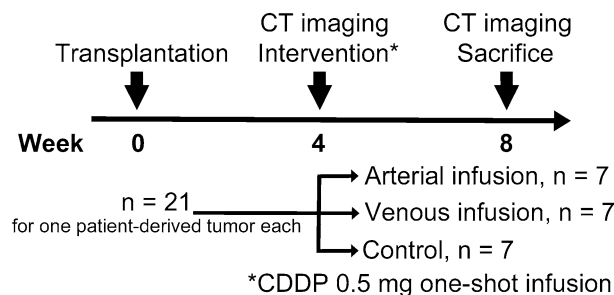 CT imaging CT imaging
Transplantation Intervention* Sacrifice
Week 0 4 8
n = 21
for one patient-derived tumor each
Arterial infusion, n = 7
Venous infusion, n = 7
Control, n = 7
*CDDP 0.5 mg one-shot infusion